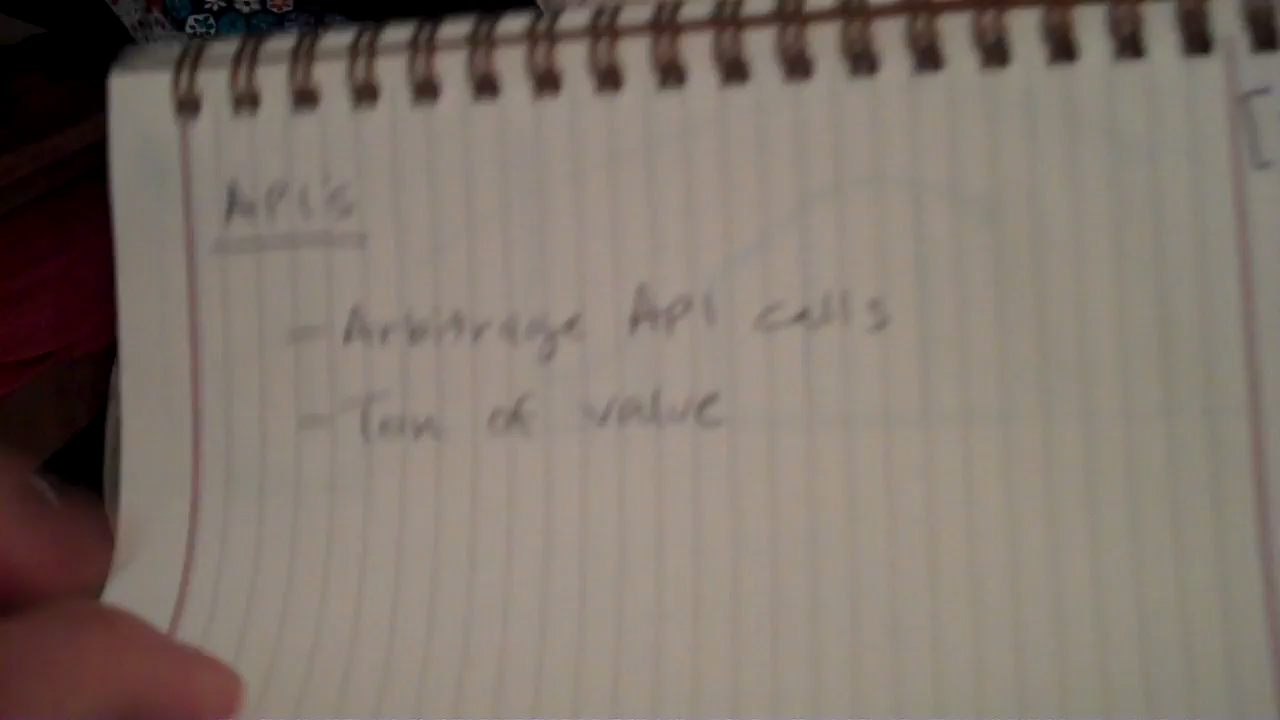 API's
- Arbitrage API calls
- Ton of value
[